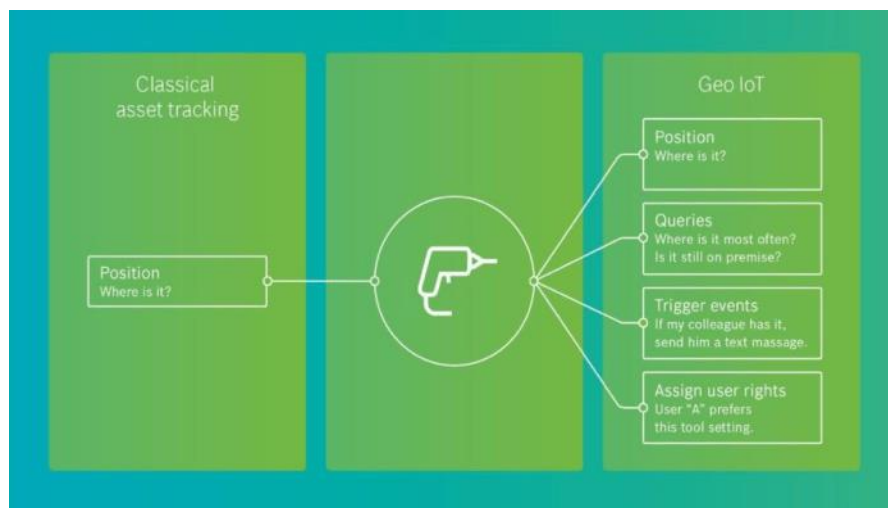 Classical
asset tracking
Position
Where is it?
Geo IoT
Position
Where is it?
Queries
Where is it most often?
Is it still on premise?
Trigger events
If my colleague has it,
send him a text massage.
Assign user rights
User "A" prefers
this tool setting.